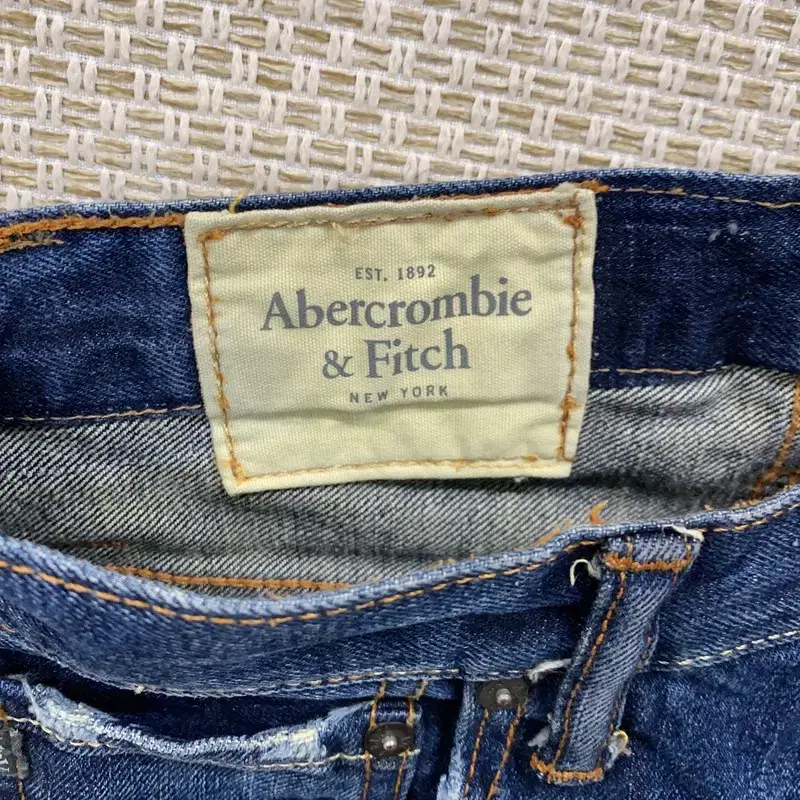 EST. 1892
Abercrombie
& Fitch
NEW YORK